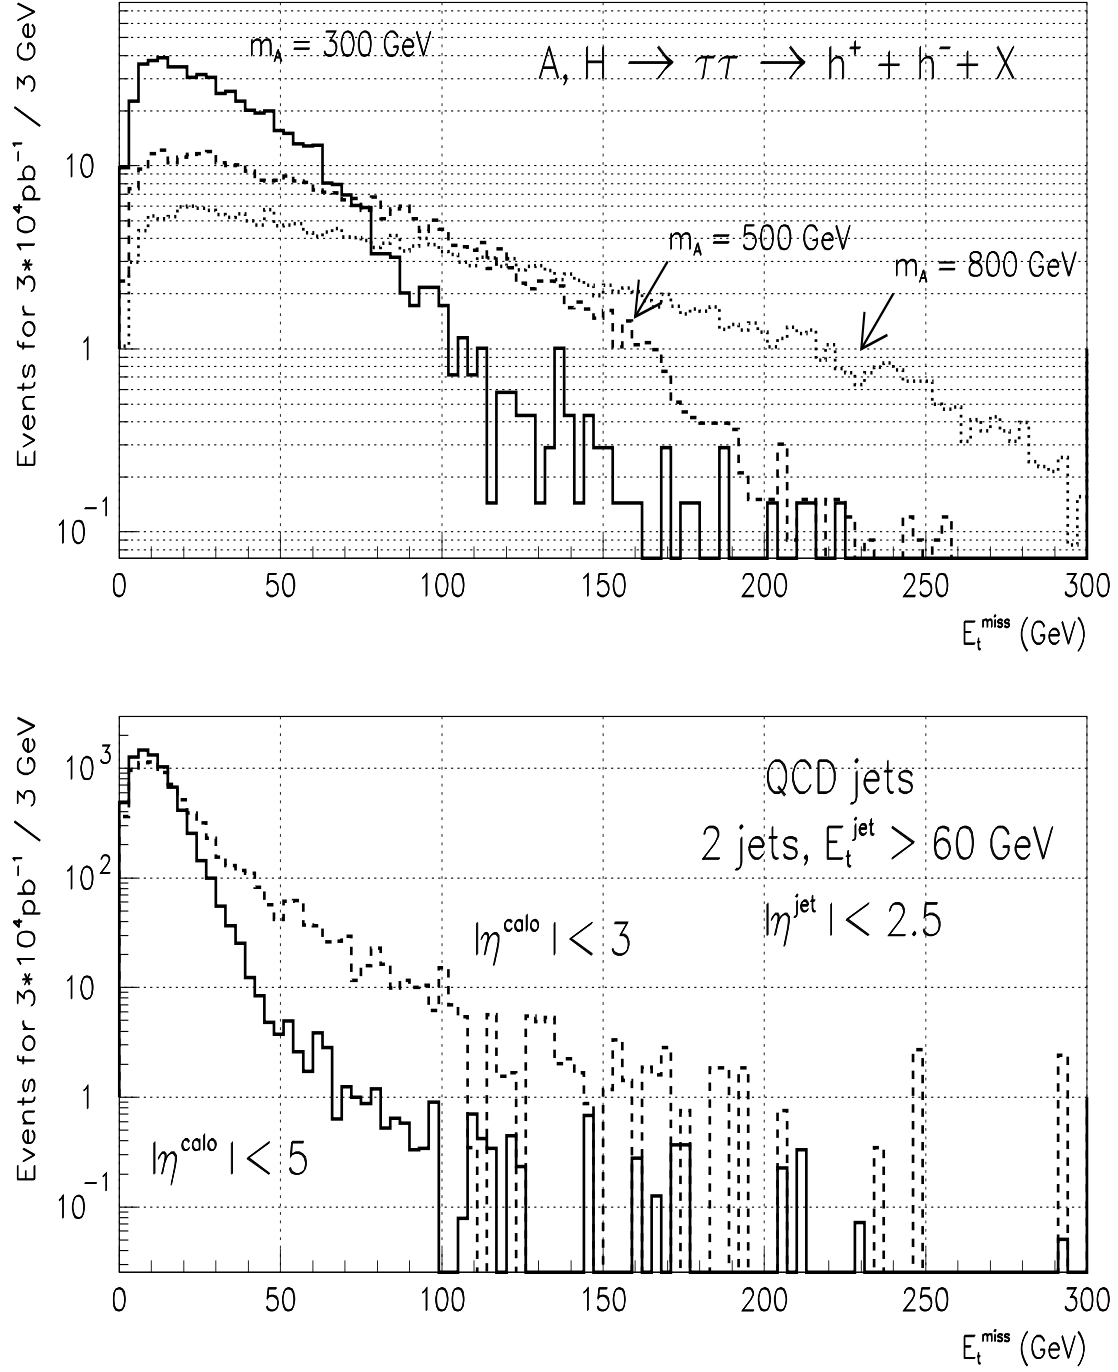 m_A = 300 GeV
A, H → ττ → h⁺ + h⁻ + X
m_A = 500 GeV
m_A = 800 GeV
Events for 3*10⁴pb⁻¹ / 3 GeV
10
1
10⁻¹
0 50 100 150 200 250 300
E_t^miss (GeV)
QCD jets
2 jets, E_t^jet > 60 GeV
|η^jet | < 2.5
|η^calo | < 3
|η^calo | < 5
Events for 3*10⁴pb⁻¹ / 3 GeV
10³
10²
10
1
10⁻¹
0 50 100 150 200 250 300
E_t^miss (GeV)